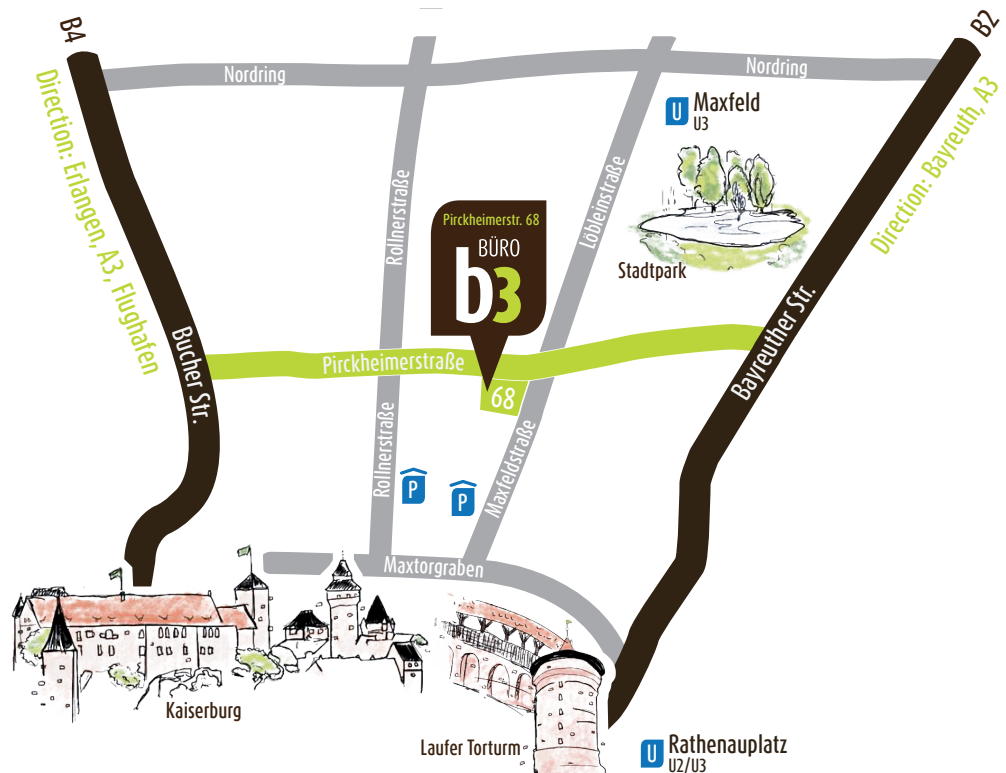 B4
B2
Nordring
Nordring
Direction: Erlangen, A3, Flughafen
Direction: Bayreuth, A3
U Maxfeld
U3
Rollnerstraße
Löbleinstraße
Pirckheimerstr. 68
BÜRO
b3
Stadtpark
Bucher Str.
Bayreuther Str.
Pirckheimerstraße
68
Rollnerstraße
P
P
Maxfeldstraße
Maxtorgraben
Kaiserburg
Laufer Torturm
U Rathenauplatz
U2/U3